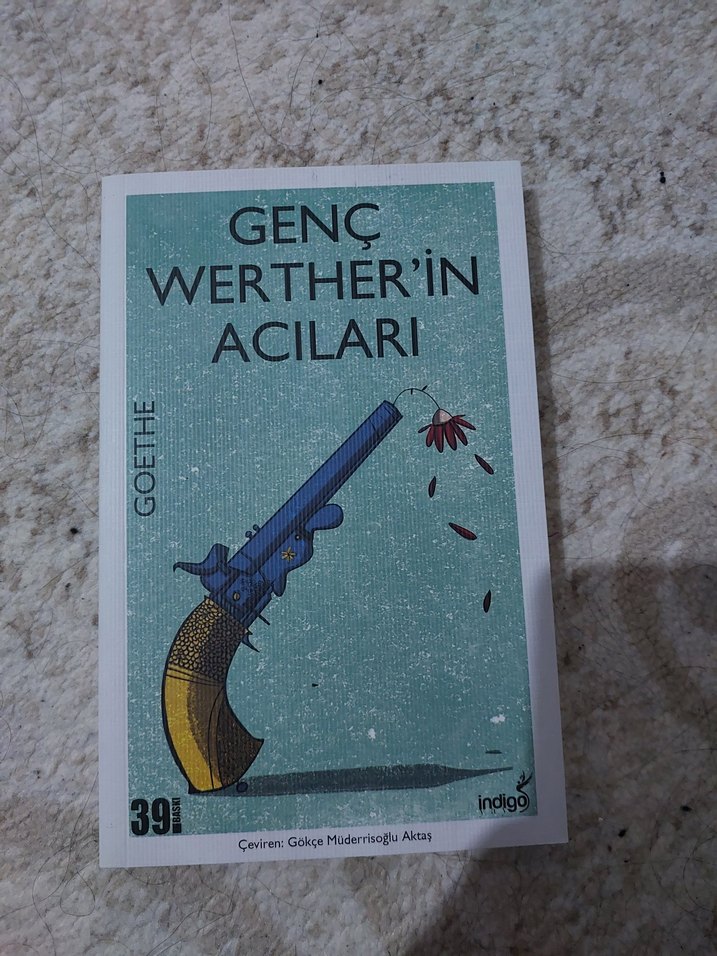 GENÇ
WERTHER'İN
ACILARI
GOETHE
39.
BASKI
indigo
Çeviren: Gökçe Müderrisoğlu Aktaş